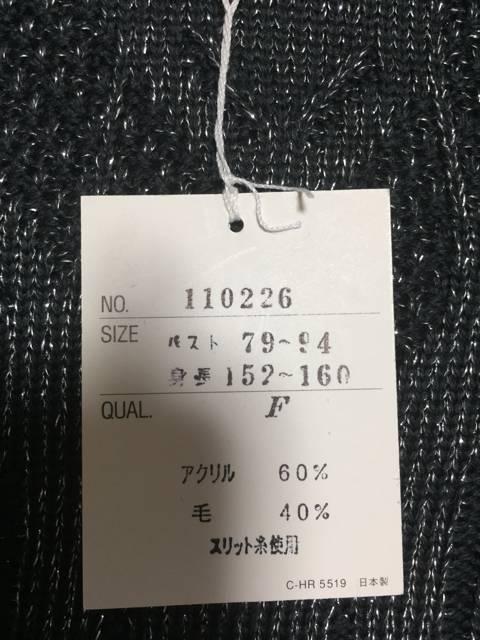 NO. 110226
SIZE バスト 79~94
身長 152~160
QUAL. F
アクリル 60%
毛 40%
スリット糸使用
C-HR 5519 日本製